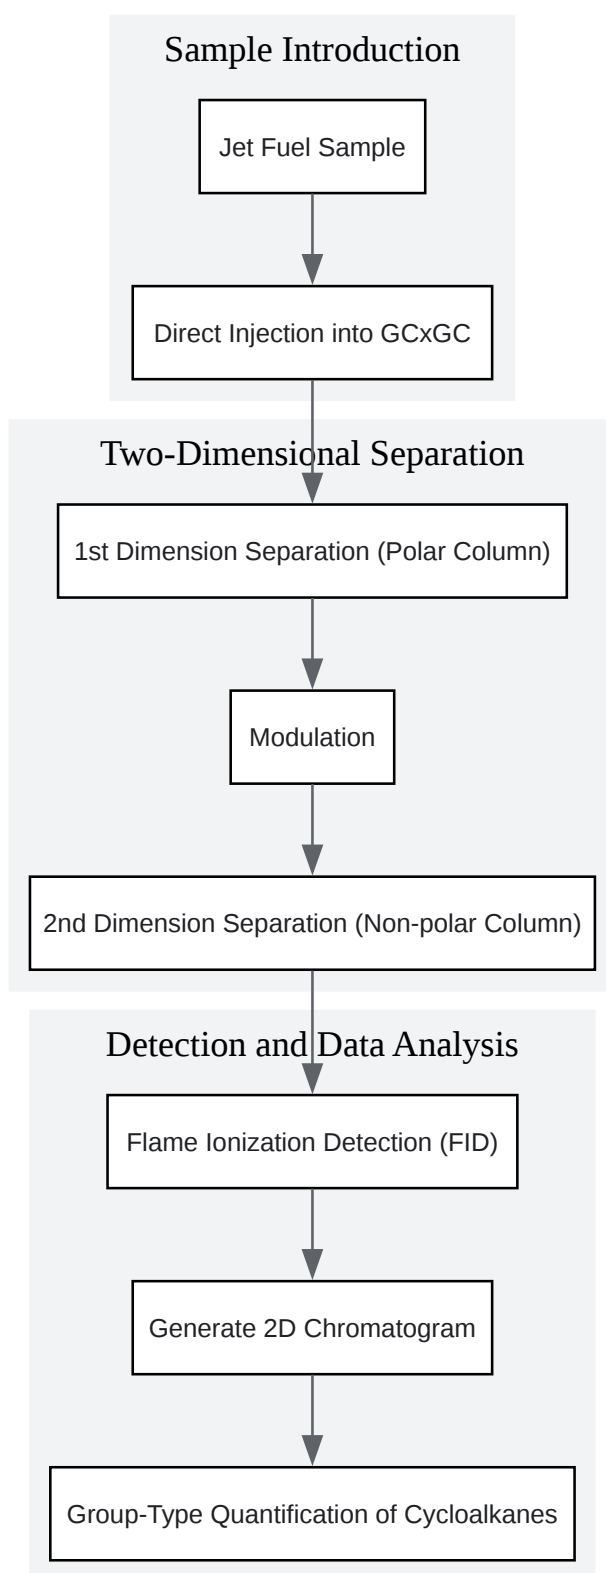 Sample Introduction
Jet Fuel Sample
Direct Injection into GCxGC
Two-Dimensional Separation
1st Dimension Separation (Polar Column)
Modulation
2nd Dimension Separation (Non-polar Column)
Detection and Data Analysis
Flame Ionization Detection (FID)
Generate 2D Chromatogram
Group-Type Quantification of Cycloalkanes